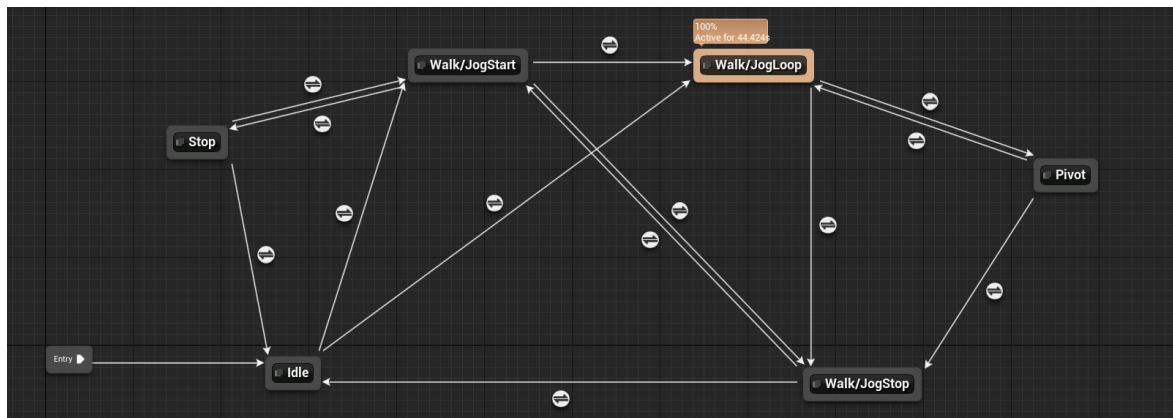 100%
Active for 44.424s
Walk/JogStart
Walk/JogLoop
Stop
Pivot
Entry
Idle
Walk/JogStop